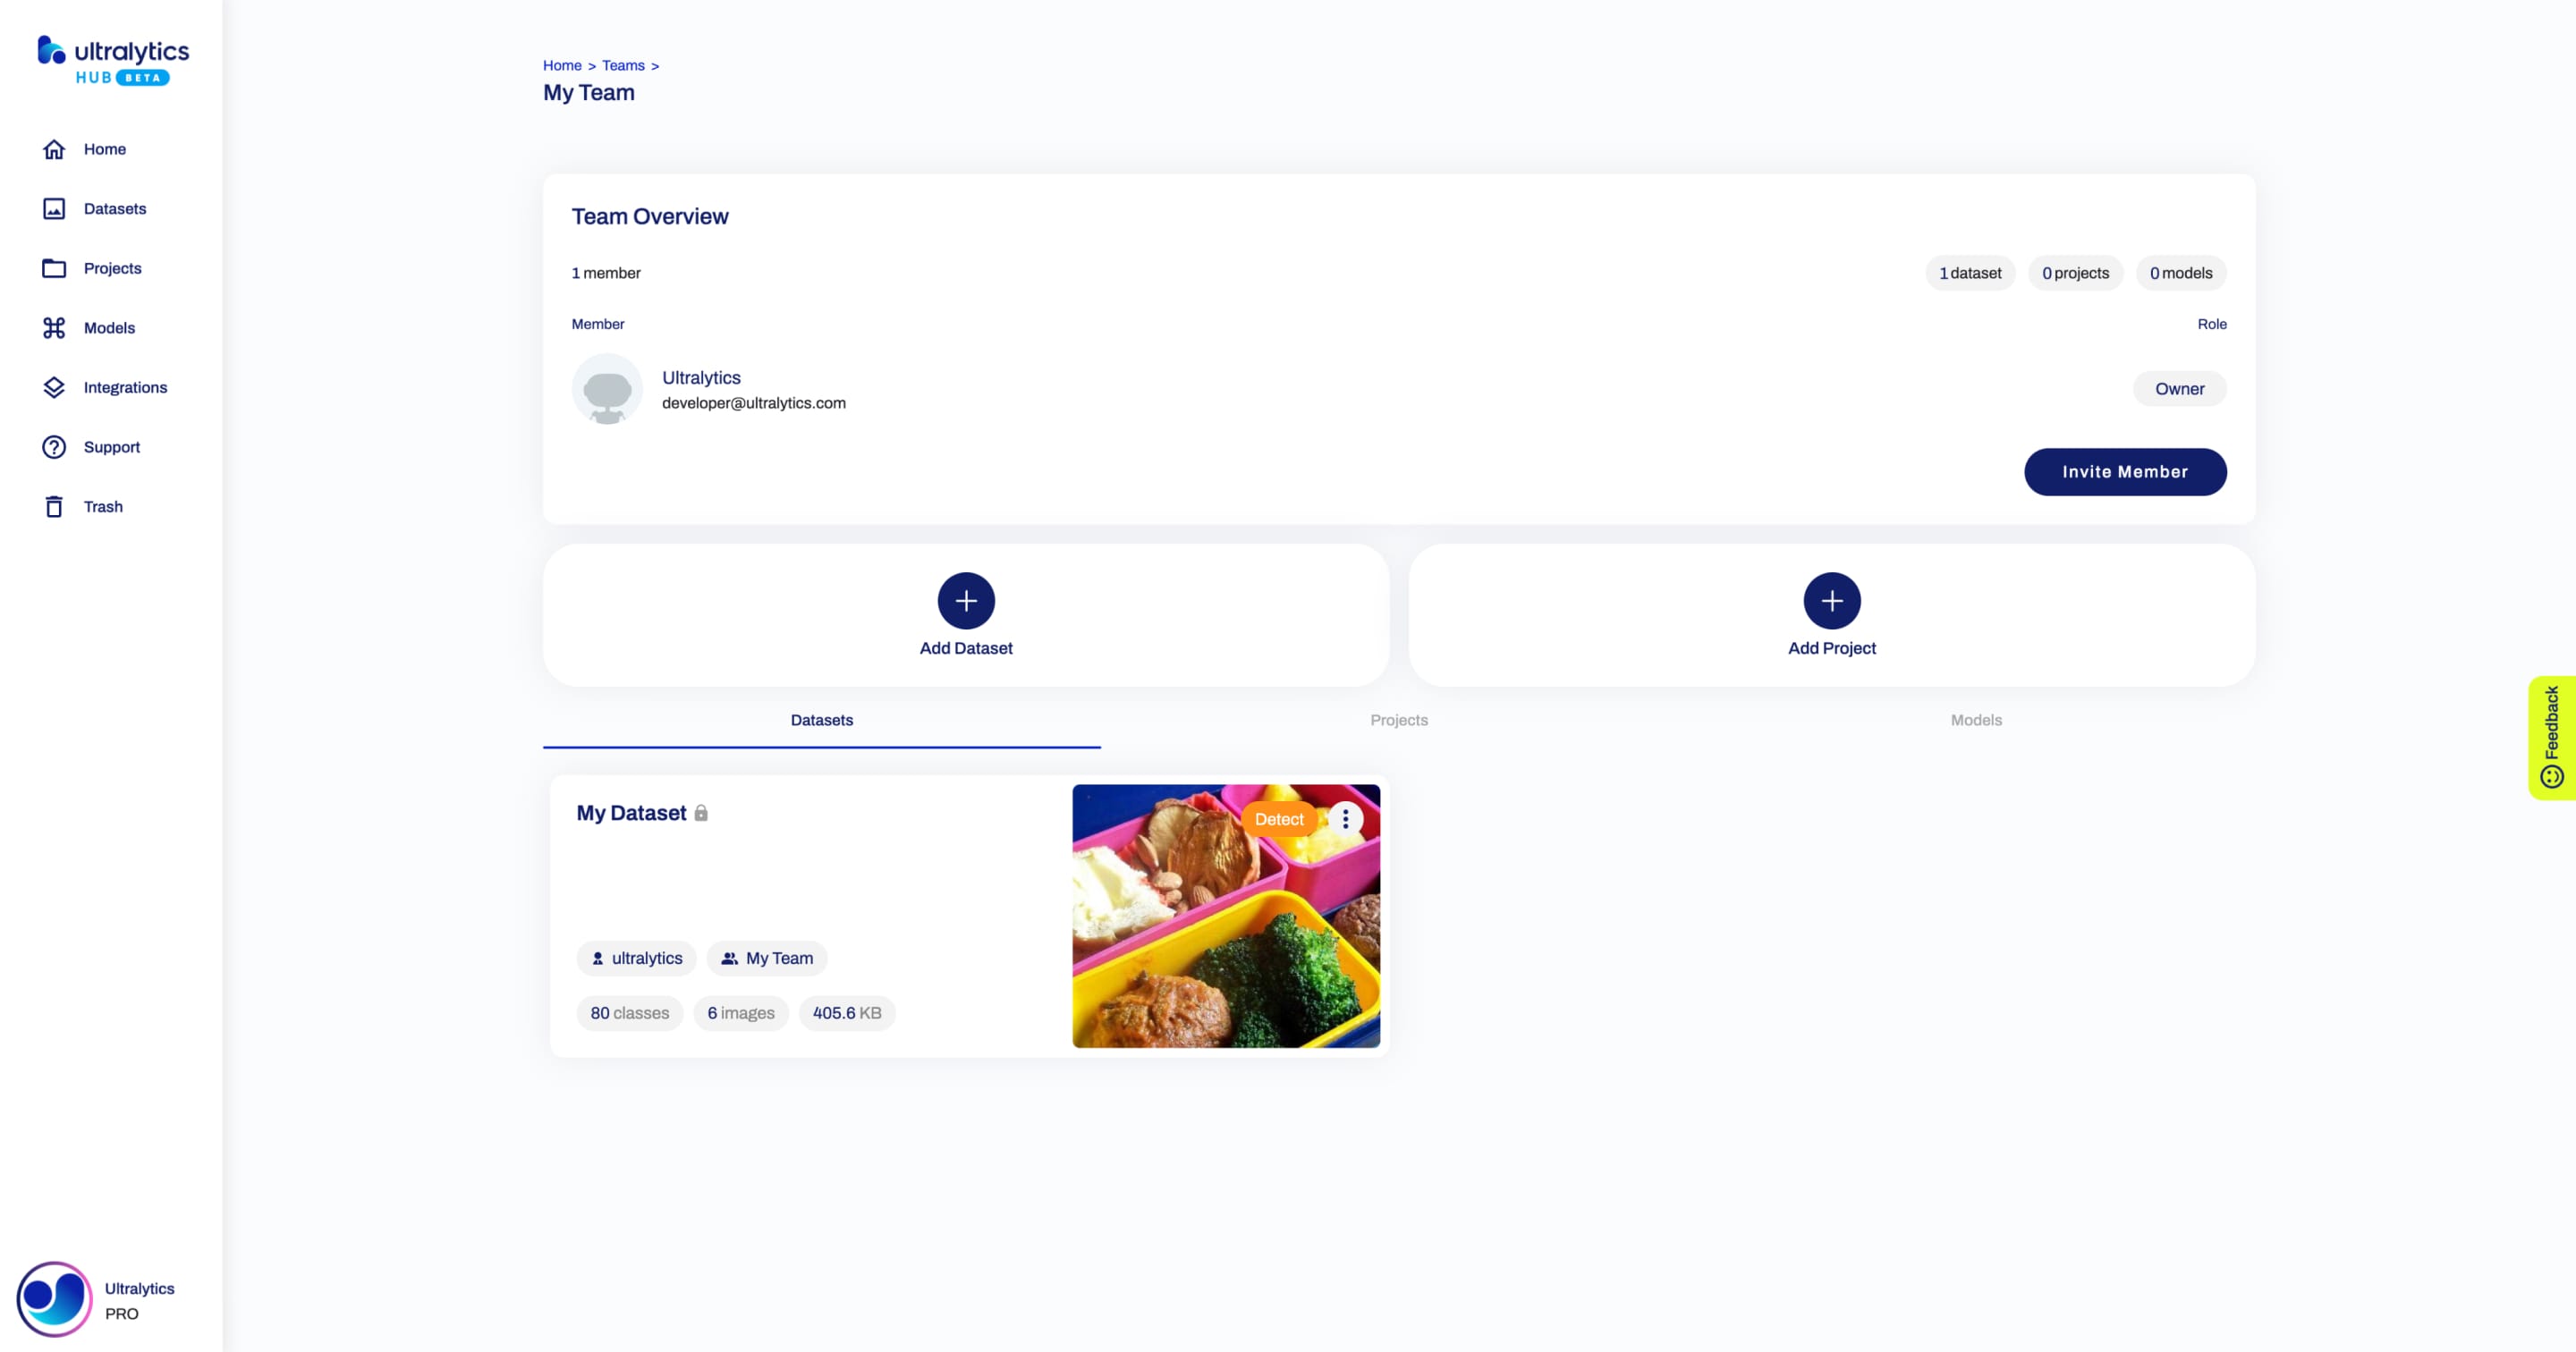 ultralytics
HUB BETA
Home
Datasets
Projects
Models
Integrations
Support
Trash
Ultralytics
PRO
Home > Teams >
My Team
Team Overview
1 member
1 dataset 0 projects 0 models
Member Role
Ultralytics
developer@ultralytics.com
Owner
Invite Member
Add Dataset Add Project
Datasets Projects Models
My Dataset
Detect
ultralytics My Team
80 classes 6 images 405.6 KB
Feedback